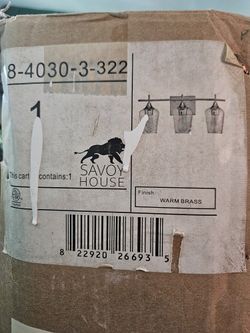 8-4030-3-322
1
This carton contains:1
SAVOY
HOUSE
Finish
WARM BRASS
8 22920 26693 5